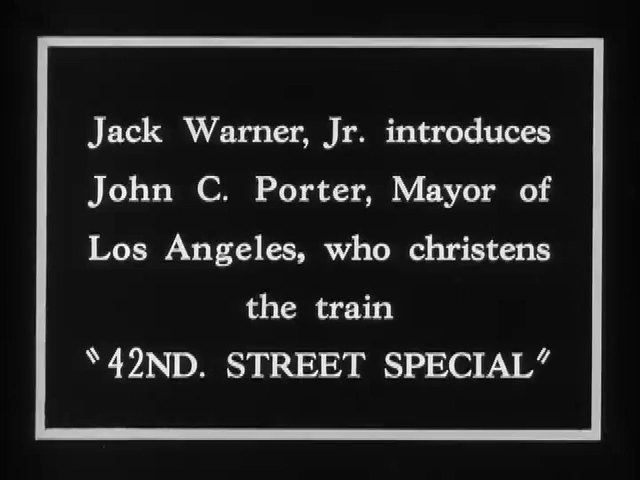 Jack Warner, Jr. introduces
John C. Porter, Mayor of
Los Angeles, who christens
the train
"42ND. STREET SPECIAL"